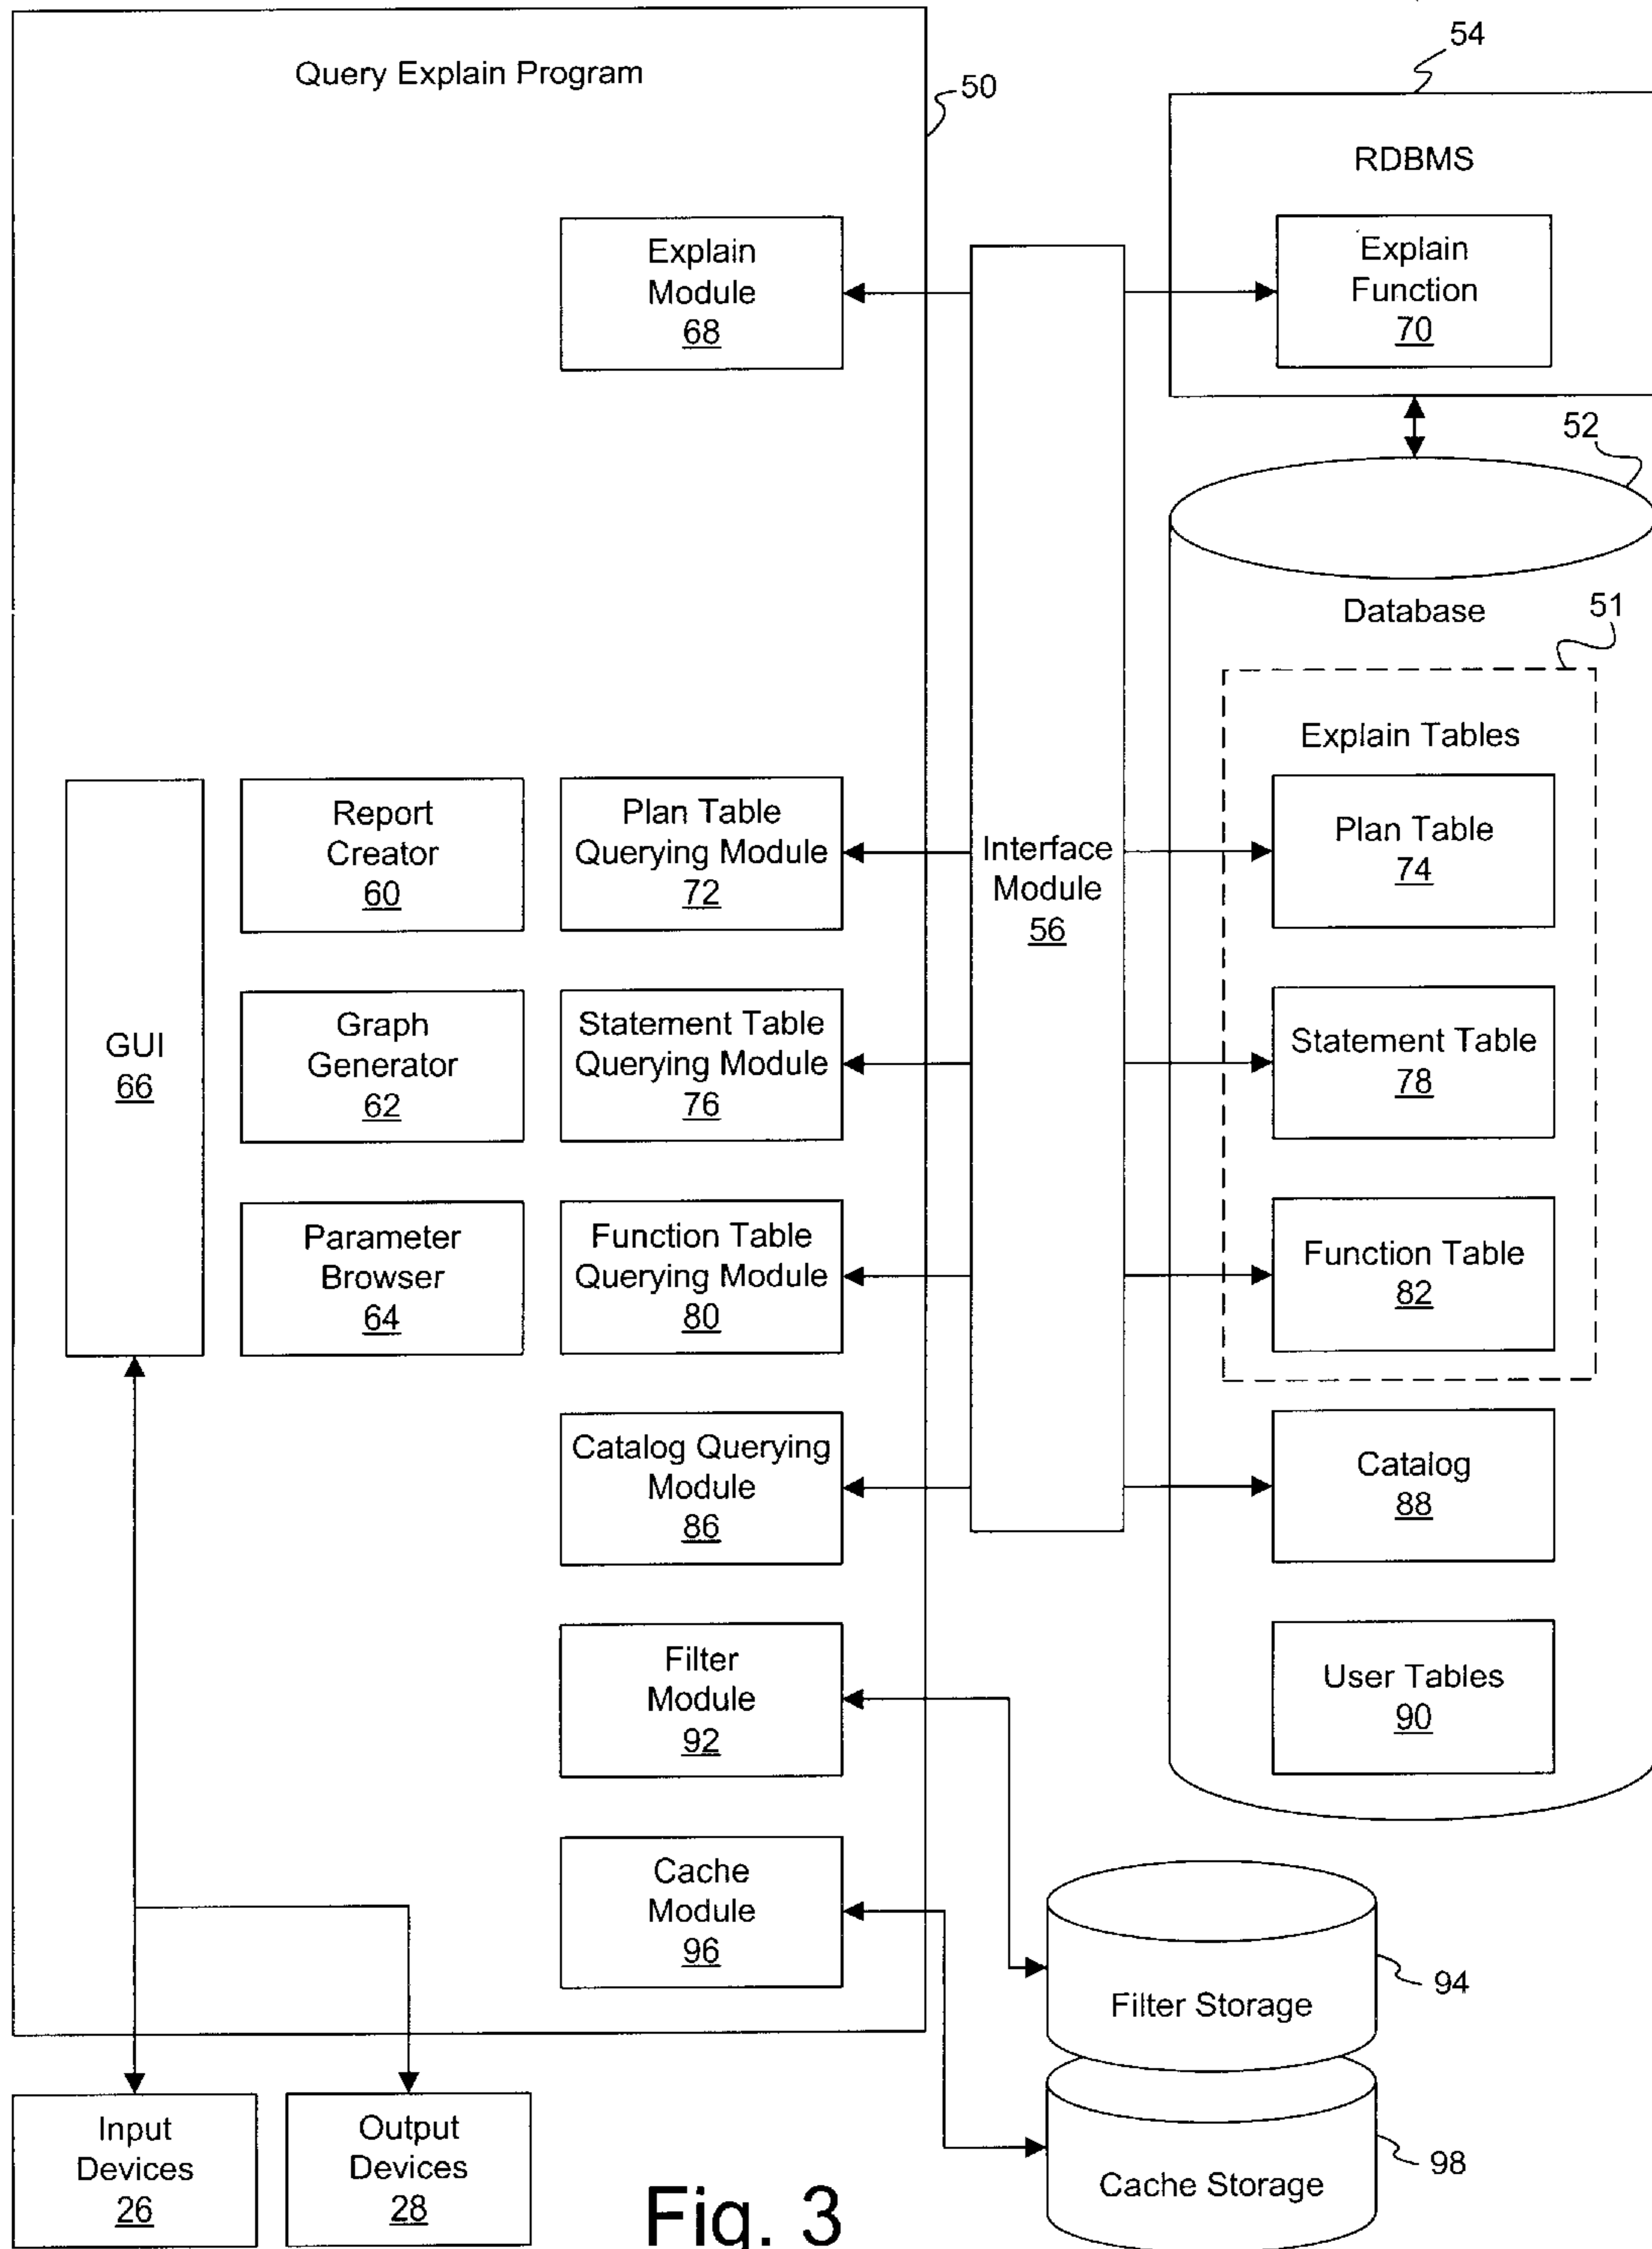 54
Query Explain Program
50
RDBMS
Explain
Module
68
Explain
Function
70
52
Database
51
Explain Tables
GUI
66
Report
Creator
60
Plan Table
Querying Module
72
Interface
Module
56
Plan Table
74
Graph
Generator
62
Statement Table
Querying Module
76
Statement Table
78
Parameter
Browser
64
Function Table
Querying Module
80
Function Table
82
Catalog Querying
Module
86
Catalog
88
Filter
Module
92
User Tables
90
Cache
Module
96
Filter Storage
94
Input
Devices
26
Output
Devices
28
Cache Storage
98
Fig. 3